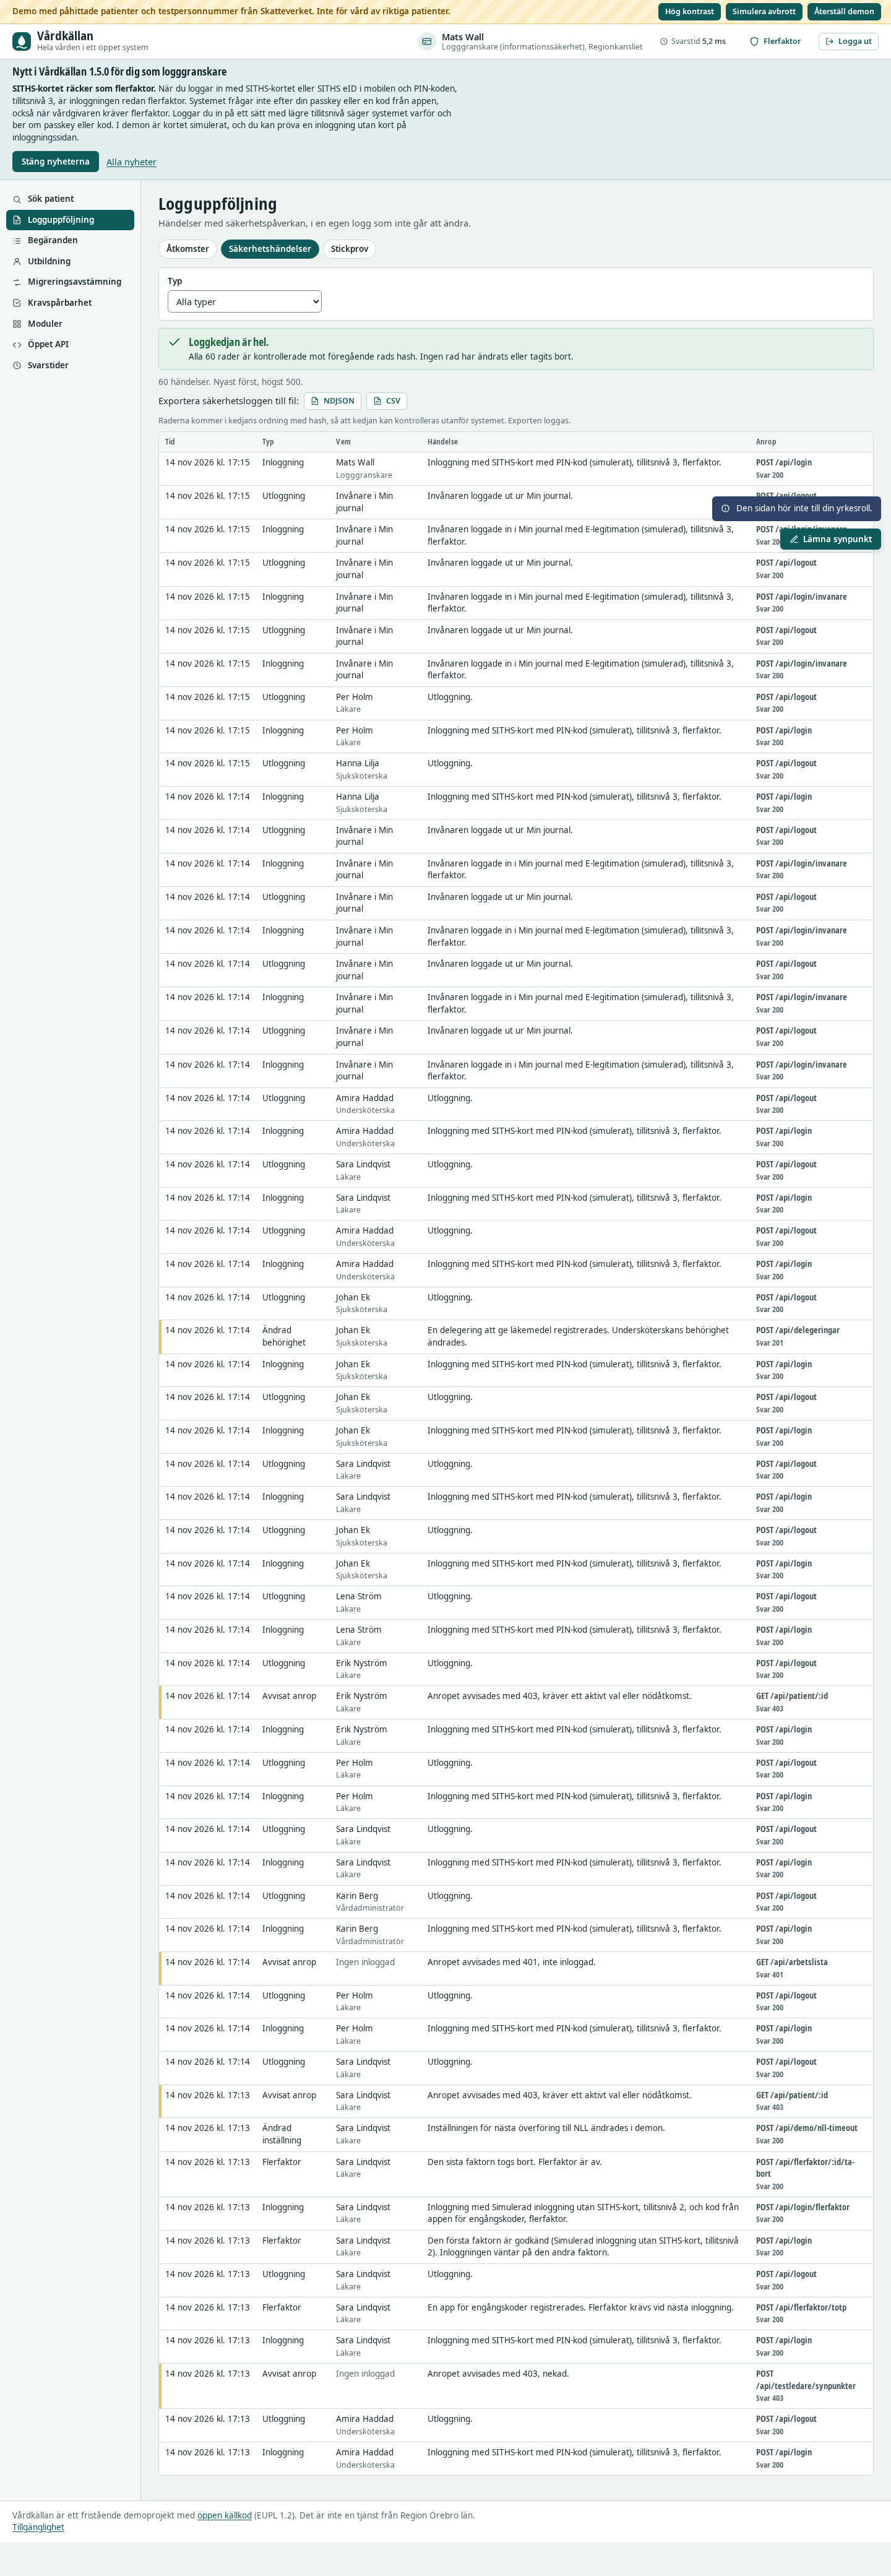 Demo med påhittade patienter och testpersonnummer från Skatteverket. Inte för vård av riktiga patienter.
Hög kontrast
Simulera avbrott
Återställ demon
Vårdkällan
Hela vården i ett öppet system
Mats Wall
Logggranskare (informationssäkerhet), Regionkansliet
Svarstid 5,2 ms
Flerfaktor
Logga ut
Nytt i Vårdkällan 1.5.0 för dig som logggranskare
SITHS-kortet räcker som flerfaktor. När du loggar in med SITHS-kortet eller SITHS eID i mobilen och PIN-koden,
tillitsnivå 3, är inloggningen redan flerfaktor. Systemet frågar inte efter din passkey eller en kod från appen,
också när vårdgivaren kräver flerfaktor. Loggar du in på ett sätt med lägre tillitsnivå säger systemet varför och
ber om passkey eller kod. I demon är kortet simulerat, och du kan pröva en inloggning utan kort på
inloggningssidan.
Stäng nyheterna
Alla nyheter
Sök patient
Logguppföljning
Begäranden
Utbildning
Migreringsavstämning
Kravspårbarhet
Moduler
Öppet API
Svarstider
Logguppföljning
Händelser med säkerhetspåverkan, i en egen logg som inte går att ändra.
Åtkomster
Säkerhetshändelser
Stickprov
Typ
Alla typer
Loggkedjan är hel.
Alla 60 rader är kontrollerade mot föregående rads hash. Ingen rad har ändrats eller tagits bort.
60 händelser. Nyast först, högst 500.
Exportera säkerhetsloggen till fil:
NDJSON
CSV
Raderna kommer i kedjans ordning med hash, så att kedjan kan kontrolleras utanför systemet. Exporten loggas.
Tid Typ Vem Händelse Anrop
14 nov 2026 kl. 17:15 Inloggning Mats Wall Inloggning med SITHS-kort med PIN-kod (simulerat), tillitsnivå 3, flerfaktor. POST /api/login
Logggranskare Svar 200
14 nov 2026 kl. 17:15 Utloggning Invånare i Min Invånaren loggade ut ur Min journal. POST /api/logout
journal
Den sidan hör inte till din yrkesroll.
14 nov 2026 kl. 17:15 Inloggning Invånare i Min Invånaren loggade in i Min journal med E-legitimation (simulerad), tillitsnivå 3, POST /api/login/invanare
journal flerfaktor. Svar 200
Lämna synpunkt
14 nov 2026 kl. 17:15 Utloggning Invånare i Min Invånaren loggade ut ur Min journal. POST /api/logout
journal Svar 200
14 nov 2026 kl. 17:15 Inloggning Invånare i Min Invånaren loggade in i Min journal med E-legitimation (simulerad), tillitsnivå 3, POST /api/login/invanare
journal flerfaktor. Svar 200
14 nov 2026 kl. 17:15 Utloggning Invånare i Min Invånaren loggade ut ur Min journal. POST /api/logout
journal Svar 200
14 nov 2026 kl. 17:15 Inloggning Invånare i Min Invånaren loggade in i Min journal med E-legitimation (simulerad), tillitsnivå 3, POST /api/login/invanare
journal flerfaktor. Svar 200
14 nov 2026 kl. 17:15 Utloggning Per Holm Utloggning. POST /api/logout
Läkare Svar 200
14 nov 2026 kl. 17:15 Inloggning Per Holm Inloggning med SITHS-kort med PIN-kod (simulerat), tillitsnivå 3, flerfaktor. POST /api/login
Läkare Svar 200
14 nov 2026 kl. 17:15 Utloggning Hanna Lilja Utloggning. POST /api/logout
Sjuksköterska Svar 200
14 nov 2026 kl. 17:14 Inloggning Hanna Lilja Inloggning med SITHS-kort med PIN-kod (simulerat), tillitsnivå 3, flerfaktor. POST /api/login
Sjuksköterska Svar 200
14 nov 2026 kl. 17:14 Utloggning Invånare i Min Invånaren loggade ut ur Min journal. POST /api/logout
journal Svar 200
14 nov 2026 kl. 17:14 Inloggning Invånare i Min Invånaren loggade in i Min journal med E-legitimation (simulerad), tillitsnivå 3, POST /api/login/invanare
journal flerfaktor. Svar 200
14 nov 2026 kl. 17:14 Utloggning Invånare i Min Invånaren loggade ut ur Min journal. POST /api/logout
journal Svar 200
14 nov 2026 kl. 17:14 Inloggning Invånare i Min Invånaren loggade in i Min journal med E-legitimation (simulerad), tillitsnivå 3, POST /api/login/invanare
journal flerfaktor. Svar 200
14 nov 2026 kl. 17:14 Utloggning Invånare i Min Invånaren loggade ut ur Min journal. POST /api/logout
journal Svar 200
14 nov 2026 kl. 17:14 Inloggning Invånare i Min Invånaren loggade in i Min journal med E-legitimation (simulerad), tillitsnivå 3, POST /api/login/invanare
journal flerfaktor. Svar 200
14 nov 2026 kl. 17:14 Utloggning Invånare i Min Invånaren loggade ut ur Min journal. POST /api/logout
journal Svar 200
14 nov 2026 kl. 17:14 Inloggning Invånare i Min Invånaren loggade in i Min journal med E-legitimation (simulerad), tillitsnivå 3, POST /api/login/invanare
journal flerfaktor. Svar 200
14 nov 2026 kl. 17:14 Utloggning Amira Haddad Utloggning. POST /api/logout
Undersköterska Svar 200
14 nov 2026 kl. 17:14 Inloggning Amira Haddad Inloggning med SITHS-kort med PIN-kod (simulerat), tillitsnivå 3, flerfaktor. POST /api/login
Undersköterska Svar 200
14 nov 2026 kl. 17:14 Utloggning Sara Lindqvist Utloggning. POST /api/logout
Läkare Svar 200
14 nov 2026 kl. 17:14 Inloggning Sara Lindqvist Inloggning med SITHS-kort med PIN-kod (simulerat), tillitsnivå 3, flerfaktor. POST /api/login
Läkare Svar 200
14 nov 2026 kl. 17:14 Utloggning Amira Haddad Utloggning. POST /api/logout
Undersköterska Svar 200
14 nov 2026 kl. 17:14 Inloggning Amira Haddad Inloggning med SITHS-kort med PIN-kod (simulerat), tillitsnivå 3, flerfaktor. POST /api/login
Undersköterska Svar 200
14 nov 2026 kl. 17:14 Utloggning Johan Ek Utloggning. POST /api/logout
Sjuksköterska Svar 200
14 nov 2026 kl. 17:14 Ändrad Johan Ek En delegering att ge läkemedel registrerades. Undersköterskans behörighet POST /api/delegeringar
behörighet Sjuksköterska ändrades. Svar 201
14 nov 2026 kl. 17:14 Inloggning Johan Ek Inloggning med SITHS-kort med PIN-kod (simulerat), tillitsnivå 3, flerfaktor. POST /api/login
Sjuksköterska Svar 200
14 nov 2026 kl. 17:14 Utloggning Johan Ek Utloggning. POST /api/logout
Sjuksköterska Svar 200
14 nov 2026 kl. 17:14 Inloggning Johan Ek Inloggning med SITHS-kort med PIN-kod (simulerat), tillitsnivå 3, flerfaktor. POST /api/login
Sjuksköterska Svar 200
14 nov 2026 kl. 17:14 Utloggning Sara Lindqvist Utloggning. POST /api/logout
Läkare Svar 200
14 nov 2026 kl. 17:14 Inloggning Sara Lindqvist Inloggning med SITHS-kort med PIN-kod (simulerat), tillitsnivå 3, flerfaktor. POST /api/login
Läkare Svar 200
14 nov 2026 kl. 17:14 Utloggning Johan Ek Utloggning. POST /api/logout
Sjuksköterska Svar 200
14 nov 2026 kl. 17:14 Inloggning Johan Ek Inloggning med SITHS-kort med PIN-kod (simulerat), tillitsnivå 3, flerfaktor. POST /api/login
Sjuksköterska Svar 200
14 nov 2026 kl. 17:14 Utloggning Lena Ström Utloggning. POST /api/logout
Läkare Svar 200
14 nov 2026 kl. 17:14 Inloggning Lena Ström Inloggning med SITHS-kort med PIN-kod (simulerat), tillitsnivå 3, flerfaktor. POST /api/login
Läkare Svar 200
14 nov 2026 kl. 17:14 Utloggning Erik Nyström Utloggning. POST /api/logout
Läkare Svar 200
14 nov 2026 kl. 17:14 Avvisat anrop Erik Nyström Anropet avvisades med 403, kräver ett aktivt val eller nödåtkomst. GET /api/patient/:id
Läkare Svar 403
14 nov 2026 kl. 17:14 Inloggning Erik Nyström Inloggning med SITHS-kort med PIN-kod (simulerat), tillitsnivå 3, flerfaktor. POST /api/login
Läkare Svar 200
14 nov 2026 kl. 17:14 Utloggning Per Holm Utloggning. POST /api/logout
Läkare Svar 200
14 nov 2026 kl. 17:14 Inloggning Per Holm Inloggning med SITHS-kort med PIN-kod (simulerat), tillitsnivå 3, flerfaktor. POST /api/login
Läkare Svar 200
14 nov 2026 kl. 17:14 Utloggning Sara Lindqvist Utloggning. POST /api/logout
Läkare Svar 200
14 nov 2026 kl. 17:14 Inloggning Sara Lindqvist Inloggning med SITHS-kort med PIN-kod (simulerat), tillitsnivå 3, flerfaktor. POST /api/login
Läkare Svar 200
14 nov 2026 kl. 17:14 Utloggning Karin Berg Utloggning. POST /api/logout
Vårdadministratör Svar 200
14 nov 2026 kl. 17:14 Inloggning Karin Berg Inloggning med SITHS-kort med PIN-kod (simulerat), tillitsnivå 3, flerfaktor. POST /api/login
Vårdadministratör Svar 200
14 nov 2026 kl. 17:14 Avvisat anrop Ingen inloggad Anropet avvisades med 401, inte inloggad. GET /api/arbetslista
Svar 401
14 nov 2026 kl. 17:14 Utloggning Per Holm Utloggning. POST /api/logout
Läkare Svar 200
14 nov 2026 kl. 17:14 Inloggning Per Holm Inloggning med SITHS-kort med PIN-kod (simulerat), tillitsnivå 3, flerfaktor. POST /api/login
Läkare Svar 200
14 nov 2026 kl. 17:14 Utloggning Sara Lindqvist Utloggning. POST /api/logout
Läkare Svar 200
14 nov 2026 kl. 17:13 Avvisat anrop Sara Lindqvist Anropet avvisades med 403, kräver ett aktivt val eller nödåtkomst. GET /api/patient/:id
Läkare Svar 403
14 nov 2026 kl. 17:13 Ändrad Sara Lindqvist Inställningen för nästa överföring till NLL ändrades i demon. POST /api/demo/nll-timeout
inställning Läkare Svar 200
14 nov 2026 kl. 17:13 Flerfaktor Sara Lindqvist Den sista faktorn togs bort. Flerfaktor är av. POST /api/flerfaktor/:id/ta-
Läkare bort
Svar 200
14 nov 2026 kl. 17:13 Inloggning Sara Lindqvist Inloggning med Simulerad inloggning utan SITHS-kort, tillitsnivå 2, och kod från POST /api/login/flerfaktor
Läkare appen för engångskoder, flerfaktor. Svar 200
14 nov 2026 kl. 17:13 Flerfaktor Sara Lindqvist Den första faktorn är godkänd (Simulerad inloggning utan SITHS-kort, tillitsnivå POST /api/login
Läkare 2). Inloggningen väntar på den andra faktorn. Svar 200
14 nov 2026 kl. 17:13 Utloggning Sara Lindqvist Utloggning. POST /api/logout
Läkare Svar 200
14 nov 2026 kl. 17:13 Flerfaktor Sara Lindqvist En app för engångskoder registrerades. Flerfaktor krävs vid nästa inloggning. POST /api/flerfaktor/totp
Läkare Svar 200
14 nov 2026 kl. 17:13 Inloggning Sara Lindqvist Inloggning med SITHS-kort med PIN-kod (simulerat), tillitsnivå 3, flerfaktor. POST /api/login
Läkare Svar 200
14 nov 2026 kl. 17:13 Avvisat anrop Ingen inloggad Anropet avvisades med 403, nekad. POST
/api/testledare/synpunkter
Svar 403
14 nov 2026 kl. 17:13 Utloggning Amira Haddad Utloggning. POST /api/logout
Undersköterska Svar 200
14 nov 2026 kl. 17:13 Inloggning Amira Haddad Inloggning med SITHS-kort med PIN-kod (simulerat), tillitsnivå 3, flerfaktor. POST /api/login
Undersköterska Svar 200
Vårdkällan är ett fristående demoprojekt med öppen källkod (EUPL 1.2). Det är inte en tjänst från Region Örebro län.
Tillgänglighet